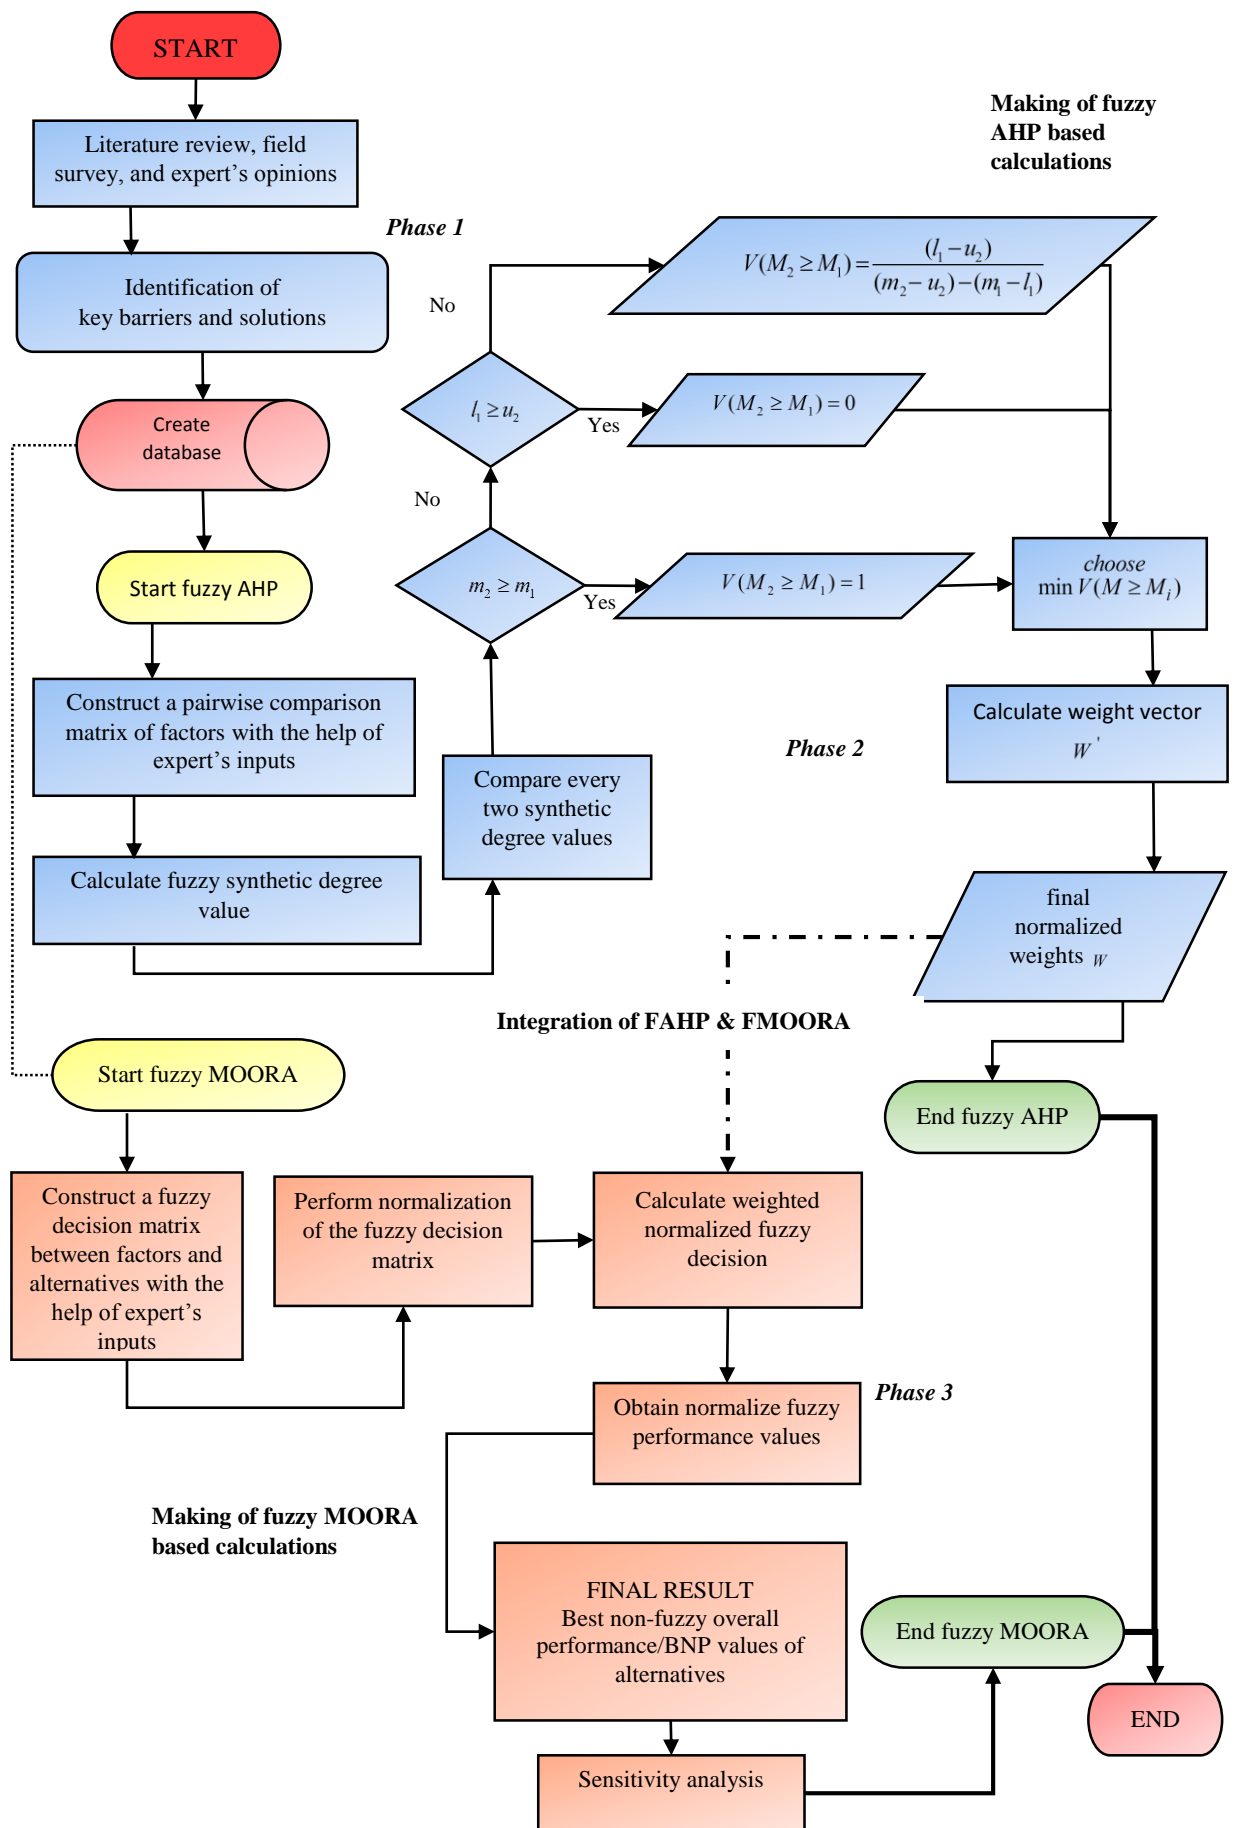 START
Literature review, field
survey, and expert’s opinions
Identification of
key barriers and solutions
Create
database
Start fuzzy AHP
Construct a pairwise comparison
matrix of factors with the help of
expert’s inputs
Calculate fuzzy synthetic degree
value
Phase 1
Making of fuzzy
AHP based
calculations
V(M₂ ≥ M₁) = (l₁ − u₂) / ((m₂ − u₂) − (m₁ − l₁))
No
l₁ ≥ u₂
Yes
V(M₂ ≥ M₁) = 0
No
m₂ ≥ m₁
Yes
V(M₂ ≥ M₁) = 1
choose
min V(M ≥ Mᵢ)
Compare every
two synthetic
degree values
Phase 2
Calculate weight vector
W '
final
normalized
weights W
Integration of FAHP & FMOORA
End fuzzy AHP
Start fuzzy MOORA
Construct a fuzzy
decision matrix
between factors and
alternatives with the
help of expert’s
inputs
Perform normalization
of the fuzzy decision
matrix
Calculate weighted
normalized fuzzy
decision
Phase 3
Obtain normalize fuzzy
performance values
Making of fuzzy MOORA
based calculations
FINAL RESULT
Best non-fuzzy overall
performance/BNP values of
alternatives
Sensitivity analysis
End fuzzy MOORA
END